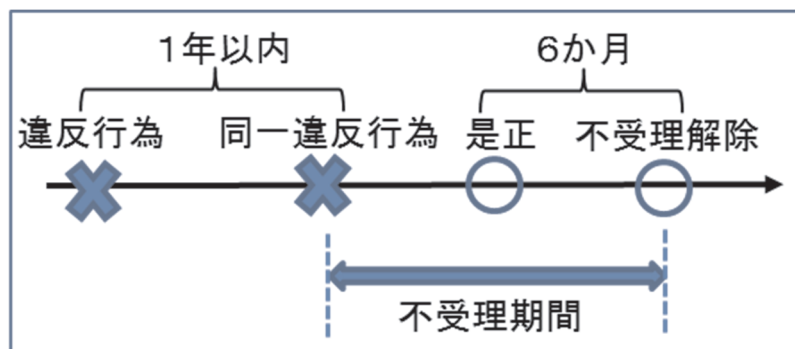 1年以内
6か月
違反行為
同一違反行為
是正
不受理解除
不受理期間